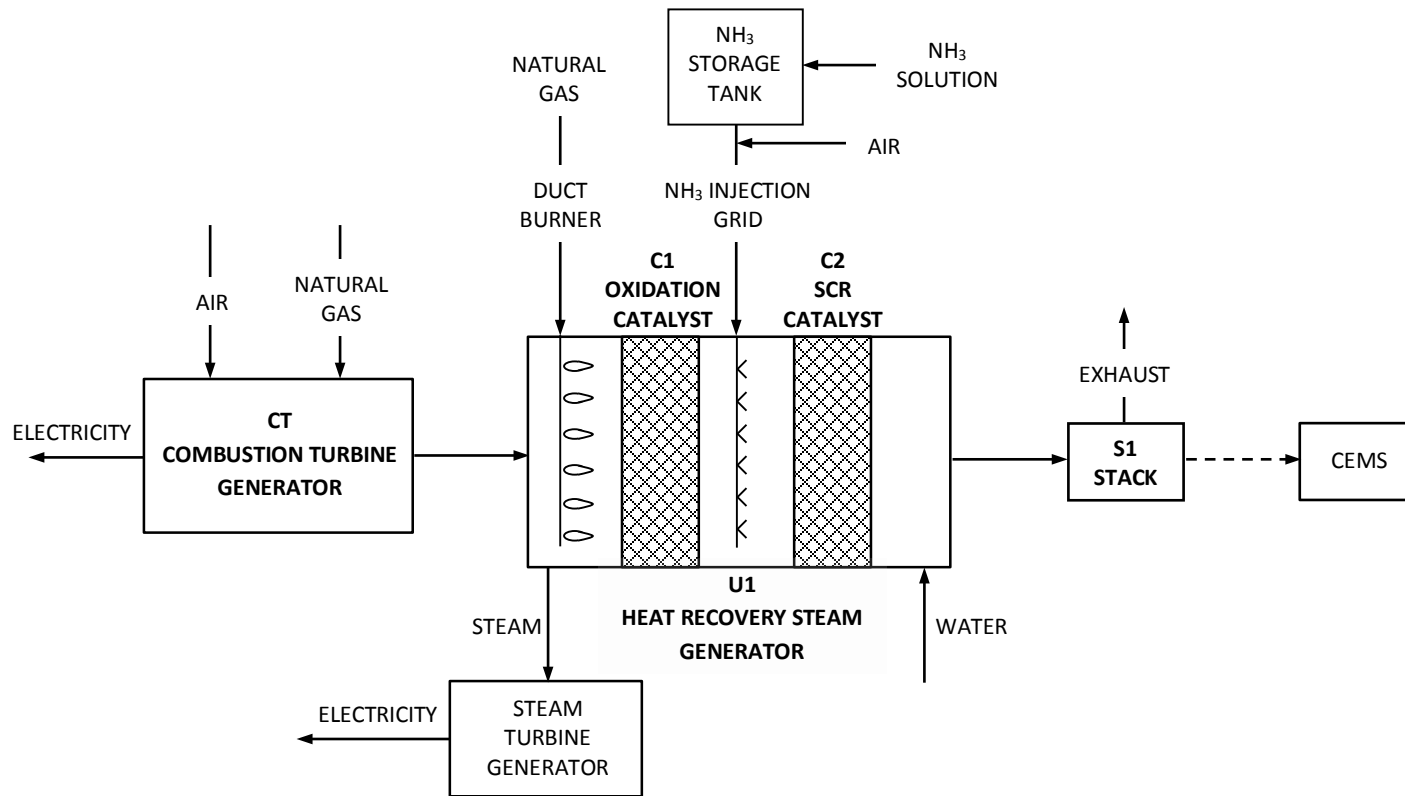 NH₃
STORAGE
TANK
NH₃
SOLUTION
NATURAL
GAS
AIR
DUCT
BURNER
NH₃ INJECTION
GRID
AIR
NATURAL
GAS
C1
OXIDATION
CATALYST
C2
SCR
CATALYST
EXHAUST
ELECTRICITY
CT
COMBUSTION TURBINE
GENERATOR
S1
STACK
CEMS
U1
HEAT RECOVERY STEAM
GENERATOR
STEAM
WATER
ELECTRICITY
STEAM
TURBINE
GENERATOR